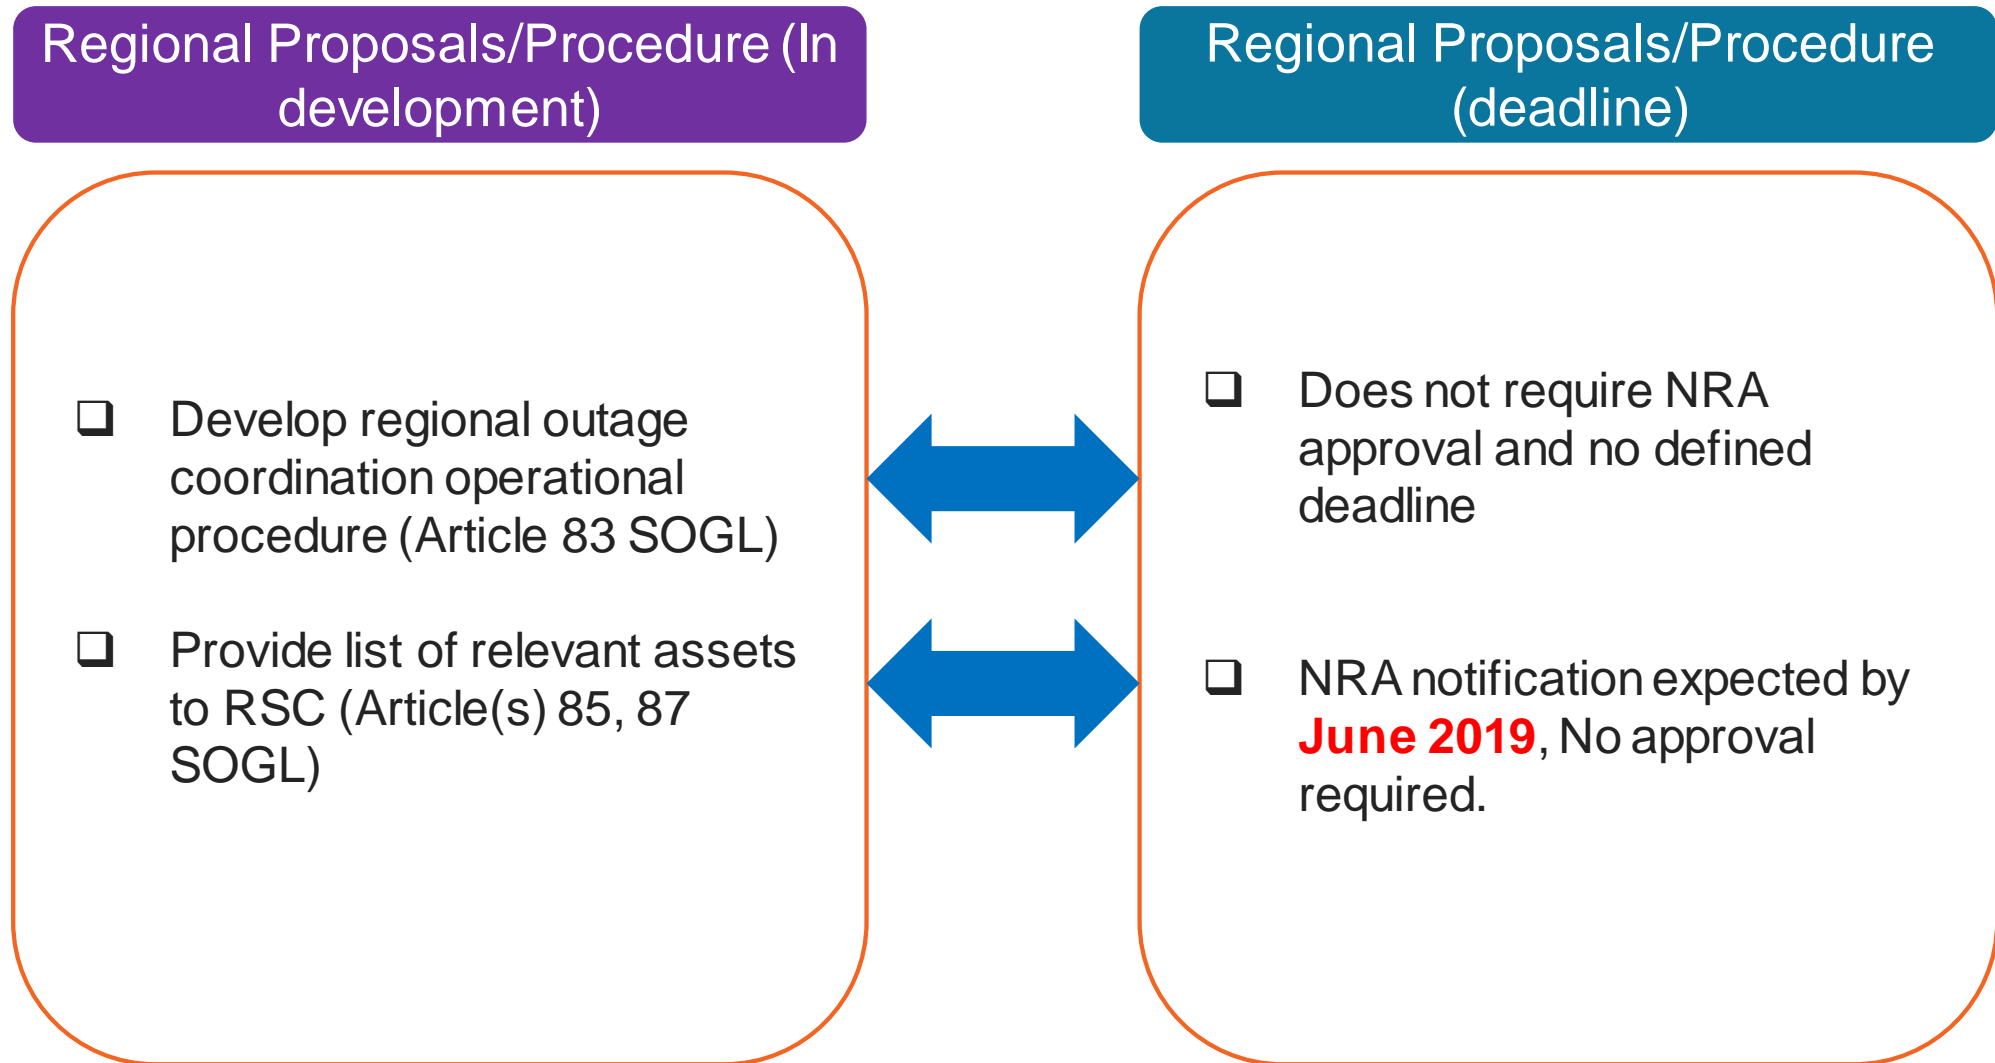 Regional Proposals/Procedure (In
development)
Regional Proposals/Procedure
(deadline)
❑ Develop regional outage
coordination operational
procedure (Article 83 SOGL)
❑ Provide list of relevant assets
to RSC (Article(s) 85, 87
SOGL)
❑ Does not require NRA
approval and no defined
deadline
❑ NRA notification expected by
June 2019, No approval
required.